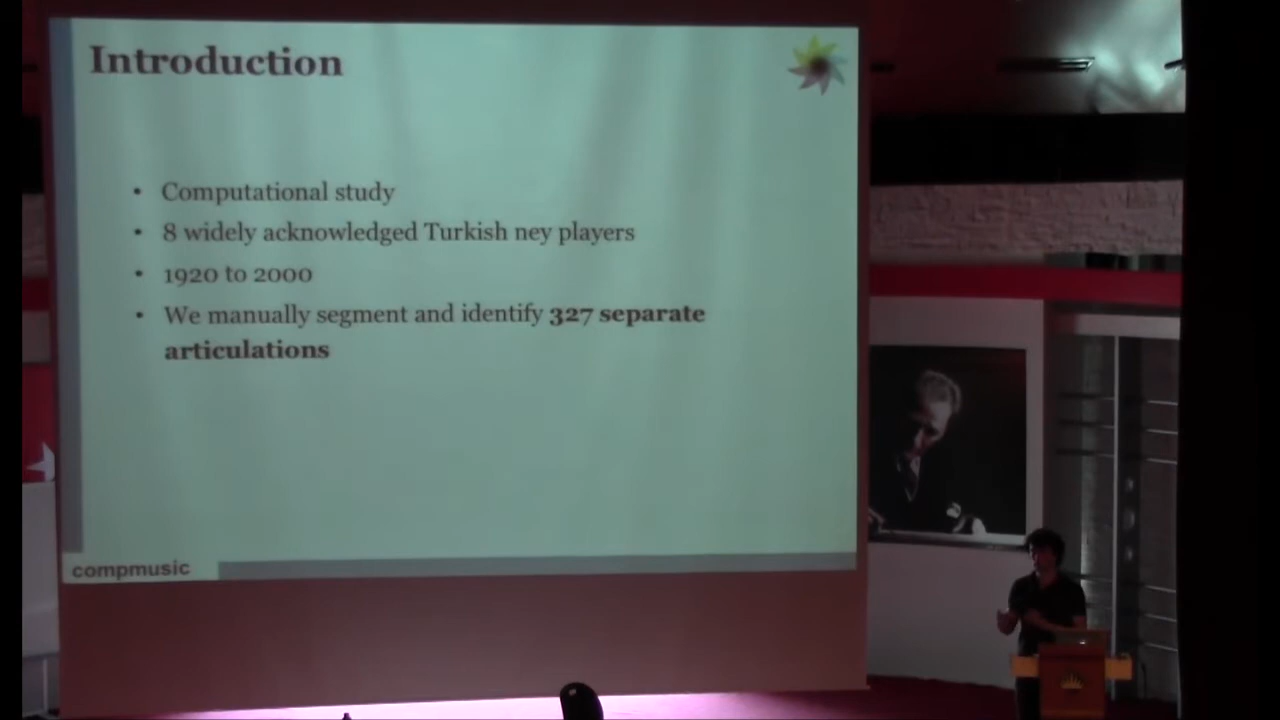 Introduction
• Computational study
• 8 widely acknowledged Turkish ney players
• 1920 to 2000
• We manually segment and identify 327 separate
articulations
compmusic